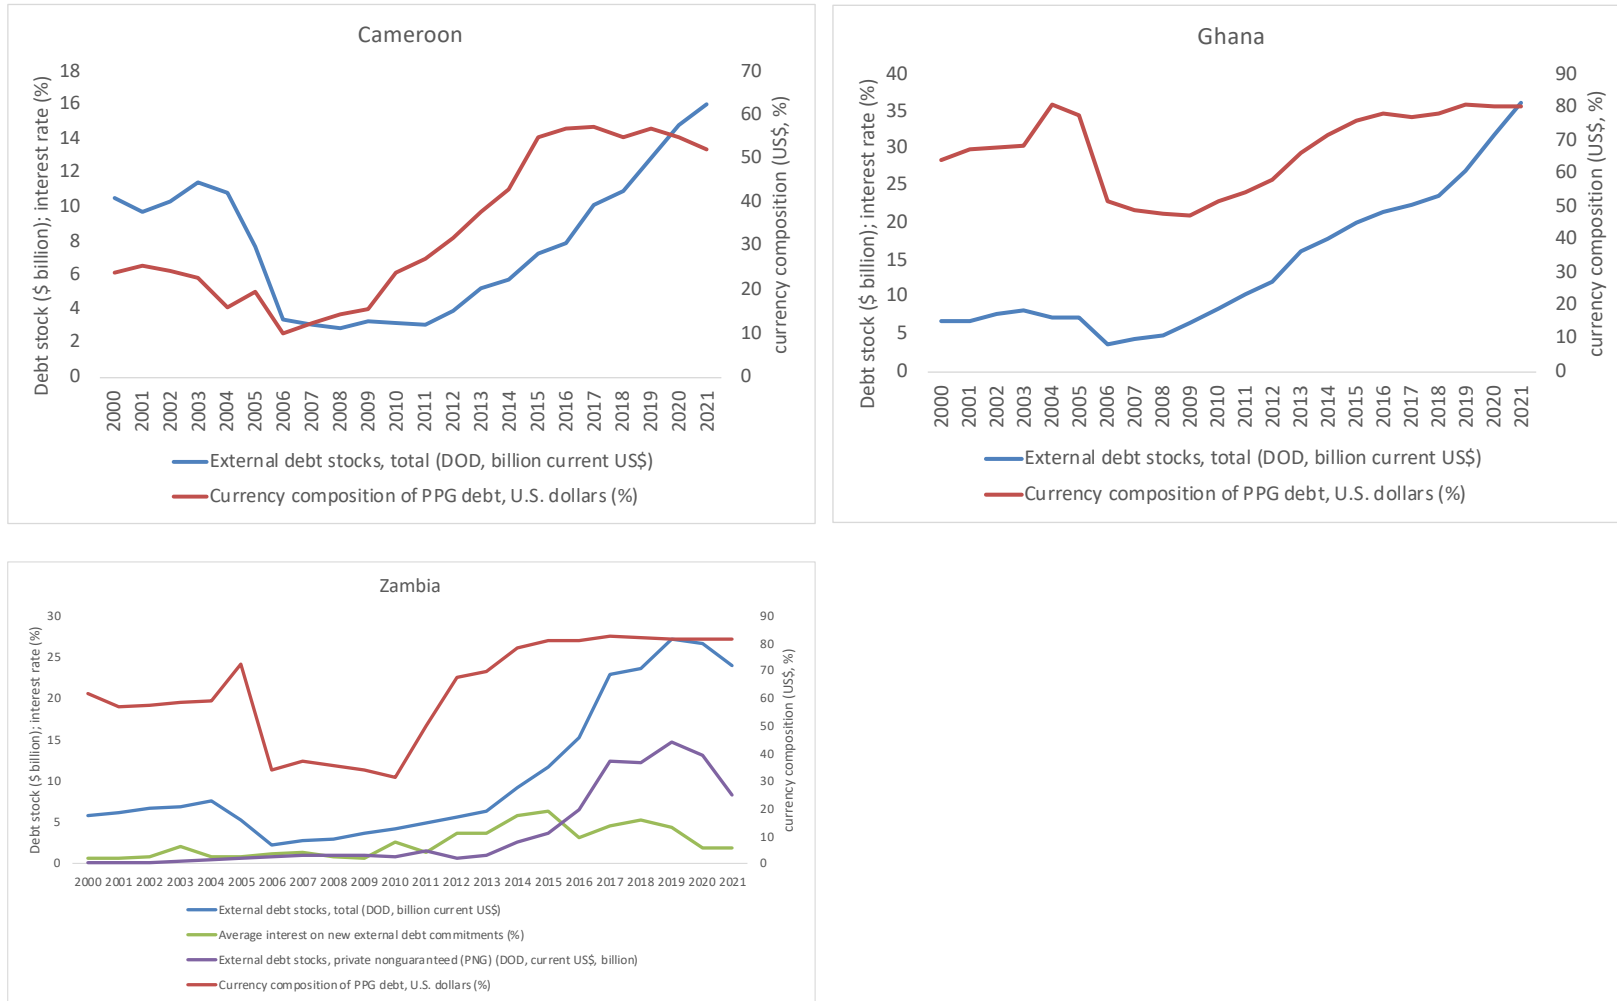 Cameroon
Debt stock ($ billion); interest rate (%)
18
16
14
12
10
8
6
4
2
0
70
60
50
40
30
20
10
0
currency composition (US$, %)
2000 2001 2002 2003 2004 2005 2006 2007 2008 2009 2010 2011 2012 2013 2014 2015 2016 2017 2018 2019 2020 2021
External debt stocks, total (DOD, billion current US$)
Currency composition of PPG debt, U.S. dollars (%)
Ghana
Debt stock ($ billion); interest rate (%)
40
35
30
25
20
15
10
5
0
90
80
70
60
50
40
30
20
10
0
currency composition (US$, %)
2000 2001 2002 2003 2004 2005 2006 2007 2008 2009 2010 2011 2012 2013 2014 2015 2016 2017 2018 2019 2020 2021
External debt stocks, total (DOD, billion current US$)
Currency composition of PPG debt, U.S. dollars (%)
Zambia
Debt stock ($ billion); interest rate (%)
30
25
20
15
10
5
0
90
80
70
60
50
40
30
20
10
0
currency composition (US$, %)
2000 2001 2002 2003 2004 2005 2006 2007 2008 2009 2010 2011 2012 2013 2014 2015 2016 2017 2018 2019 2020 2021
External debt stocks, total (DOD, billion current US$)
Average interest on new external debt commitments (%)
External debt stocks, private nonguaranteed (PNG) (DOD, current US$, billion)
Currency composition of PPG debt, U.S. dollars (%)